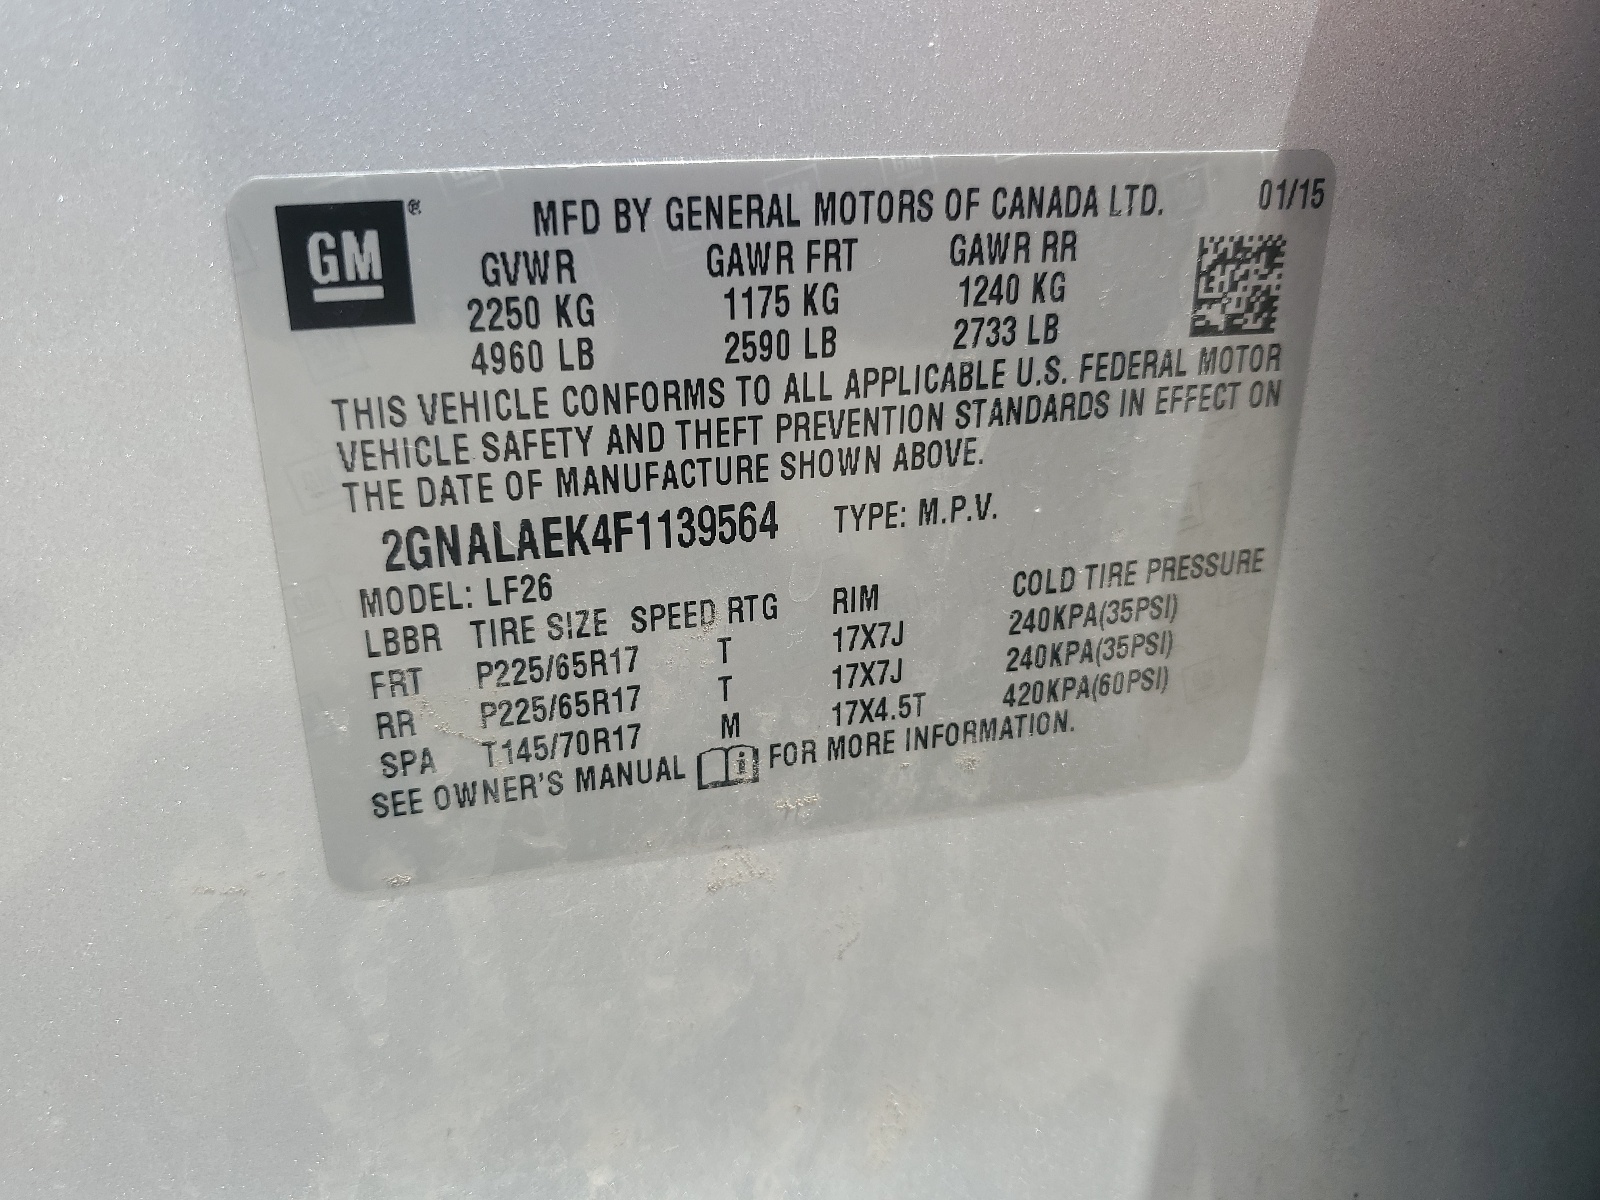 GM ® MFD BY GENERAL MOTORS OF CANADA LTD. 01/15
GVWR GAWR FRT GAWR RR
2250 KG 1175 KG 1240 KG
4960 LB 2590 LB 2733 LB
THIS VEHICLE CONFORMS TO ALL APPLICABLE U.S. FEDERAL MOTOR
VEHICLE SAFETY AND THEFT PREVENTION STANDARDS IN EFFECT ON
THE DATE OF MANUFACTURE SHOWN ABOVE.
2GNALAEK4F1139564 TYPE: M.P.V.
MODEL: LF26
LBBR TIRE SIZE SPEED RTG RIM COLD TIRE PRESSURE
FRT P225/65R17 T 17X7J 240KPA(35PSI)
RR P225/65R17 T 17X7J 240KPA(35PSI)
SPA T145/70R17 M 17X4.5T 420KPA(60PSI)
SEE OWNER'S MANUAL FOR MORE INFORMATION.